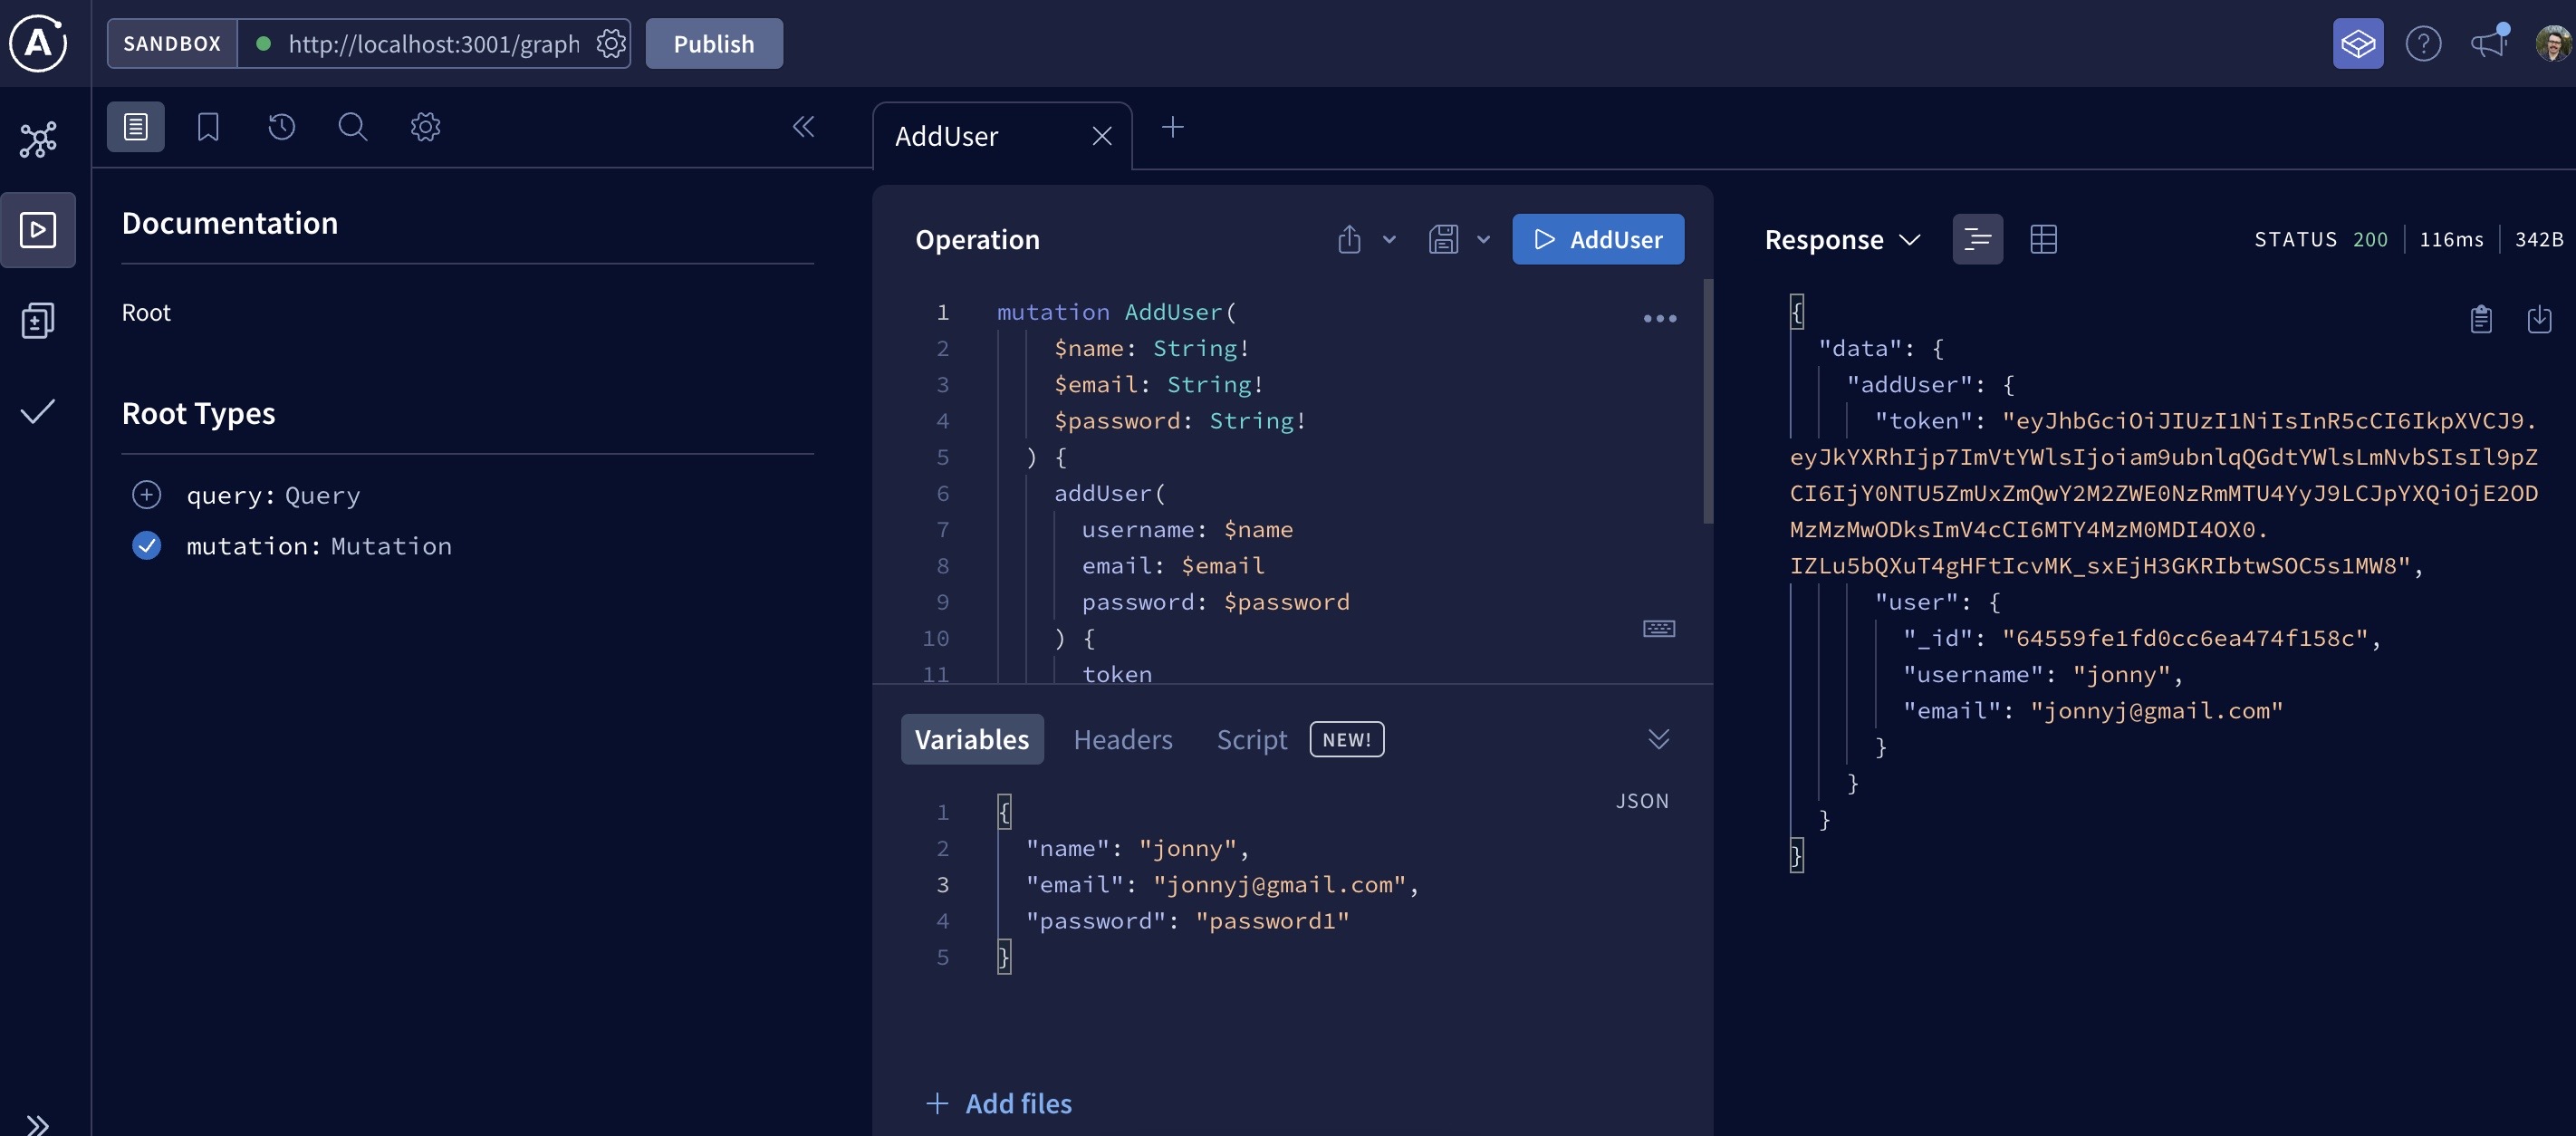 SANDBOX http://localhost:3001/graph Publish
AddUser
Documentation
Root
Root Types
query: Query
mutation: Mutation
Operation AddUser
1 mutation AddUser(
2 $name: String!
3 $email: String!
4 $password: String!
5 ) {
6 addUser(
7 username: $name
8 email: $email
9 password: $password
10 ) {
11 token
Variables Headers Script NEW!
JSON
1 {
2 "name": "jonny",
3 "email": "jonnyj@gmail.com",
4 "password": "password1"
5 }
+ Add files
Response STATUS 200 116ms 342B
{
"data": {
"addUser": {
"token": "eyJhbGciOiJIUzI1NiIsInR5cCI6IkpXVCJ9.
eyJkYXRhIjp7ImVtYWlsIjoiam9ubnlqQGdtYWlsLmNvbSIsIl9pZ
CI6IjY0NTU5ZmUxZmQwY2M2ZWE0NzRmMTU4YyJ9LCJpYXQiOjE2OD
MzMzMwODksImV4cCI6MTY4MzM0MDI4OX0.
IZLu5bQXuT4gHFtIcvMK_sxEjH3GKRIbtwSOC5s1MW8",
"user": {
"_id": "64559fe1fd0cc6ea474f158c",
"username": "jonny",
"email": "jonnyj@gmail.com"
}
}
}
}